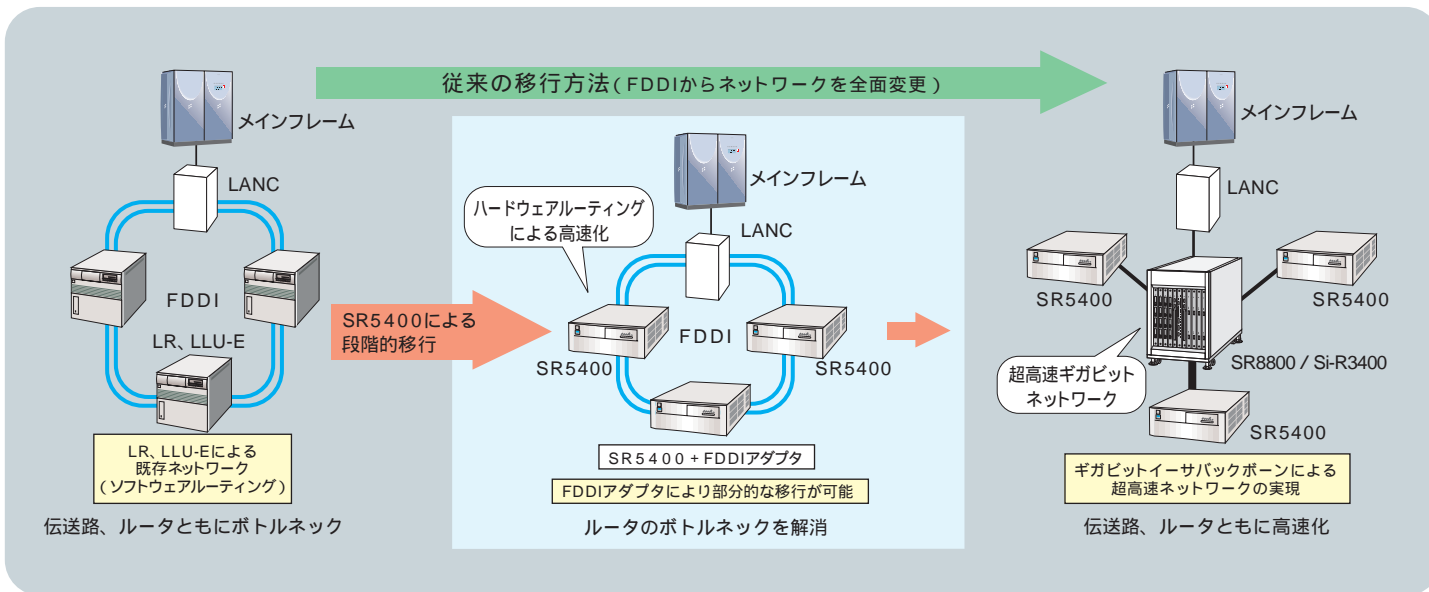 従来の移行方法(FDDIからネットワークを全面変更)
メインフレーム
LANC
FDDI
LR、LLU-E
LR、LLU-Eによる
既存ネットワーク
(ソフトウェアルーティング)
伝送路、ルータともにボトルネック
SR5400による
段階的移行
ハードウェアルーティング
による高速化
メインフレーム
LANC
FDDI
SR5400
SR5400
SR5400+FDDIアダプタ
FDDIアダプタにより部分的な移行が可能
ルータのボトルネックを解消
メインフレーム
LANC
SR5400
SR5400
超高速ギガビット
ネットワーク
SR8800 / Si-R3400
SR5400
ギガビットイーサバックボーンによる
超高速ネットワークの実現
伝送路、ルータともに高速化